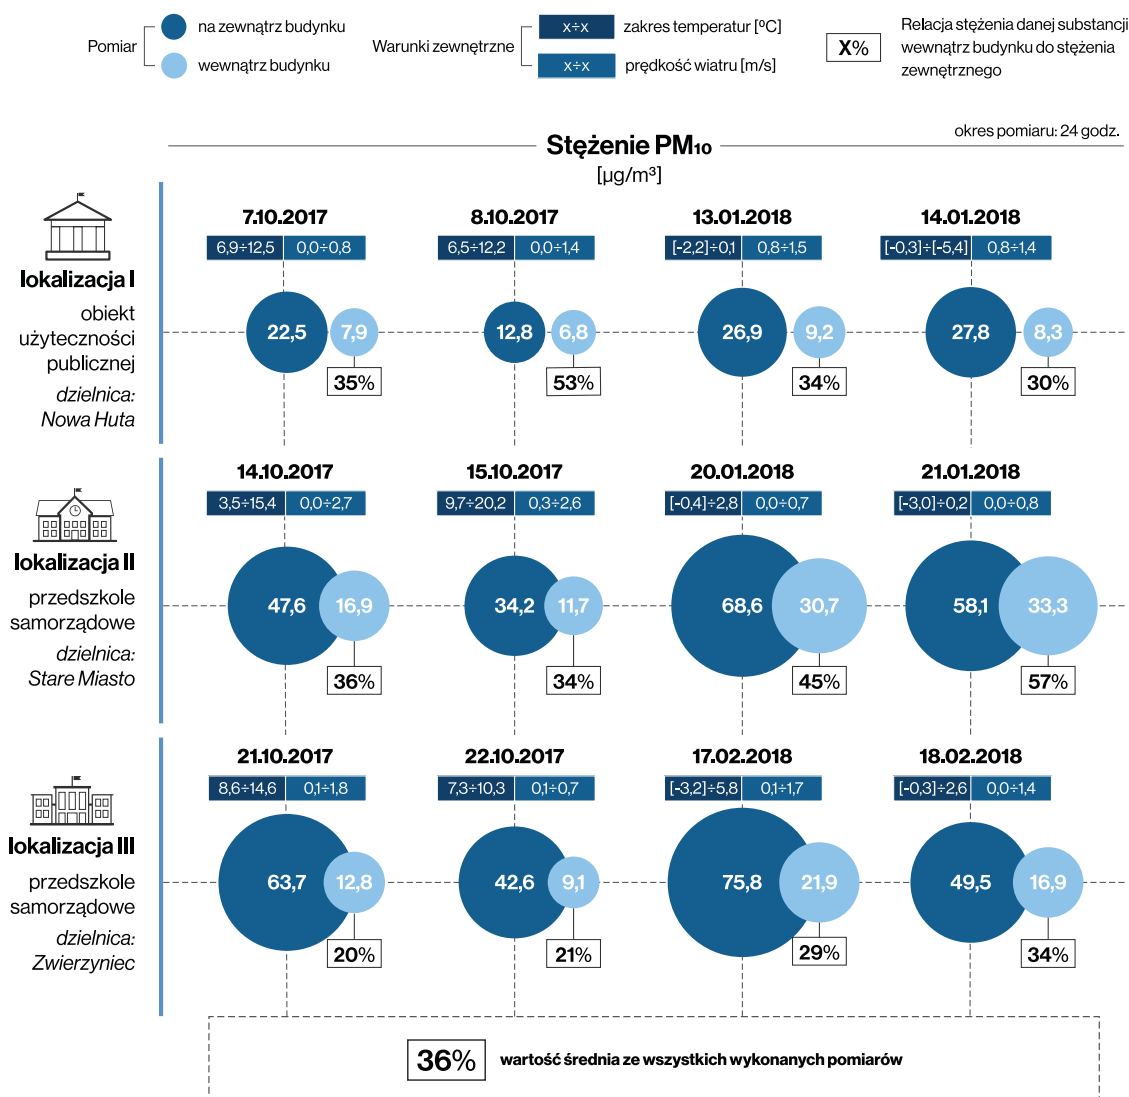 Pomiar
na zewnątrz budynku
wewnątrz budynku
Warunki zewnętrzne
x÷x
zakres temperatur [ºC]
x÷x
prędkość wiatru [m/s]
X%
Relacja stężenia danej substancji
wewnątrz budynku do stężenia
zewnętrznego
okres pomiaru: 24 godz.
Stężenie PM₁₀
[µg/m³]
lokalizacja I
obiekt
użyteczności
publicznej
dzielnica:
Nowa Huta
7.10.2017
6,9÷12,5 0,0÷0,8
22,5 7,9
35%
8.10.2017
6,5÷12,2 0,0÷1,4
12,8 6,8
53%
13.01.2018
[-2,2]÷0,1 0,8÷1,5
26,9 9,2
34%
14.01.2018
[-0,3]÷[-5,4] 0,8÷1,4
27,8 8,3
30%
lokalizacja II
przedszkole
samorządowe
dzielnica:
Stare Miasto
14.10.2017
3,5÷15,4 0,0÷2,7
47,6 16,9
36%
15.10.2017
9,7÷20,2 0,3÷2,6
34,2 11,7
34%
20.01.2018
[-0,4]÷2,8 0,0÷0,7
68,6 30,7
45%
21.01.2018
[-3,0]÷0,2 0,0÷0,8
58,1 33,3
57%
lokalizacja III
przedszkole
samorządowe
dzielnica:
Zwierzyniec
21.10.2017
8,6÷14,6 0,1÷1,8
63,7 12,8
20%
22.10.2017
7,3÷10,3 0,1÷0,7
42,6 9,1
21%
17.02.2018
[-3,2]÷5,8 0,1÷1,7
75,8 21,9
29%
18.02.2018
[-0,3]÷2,6 0,0÷1,4
49,5 16,9
34%
36% wartość średnia ze wszystkich wykonanych pomiarów